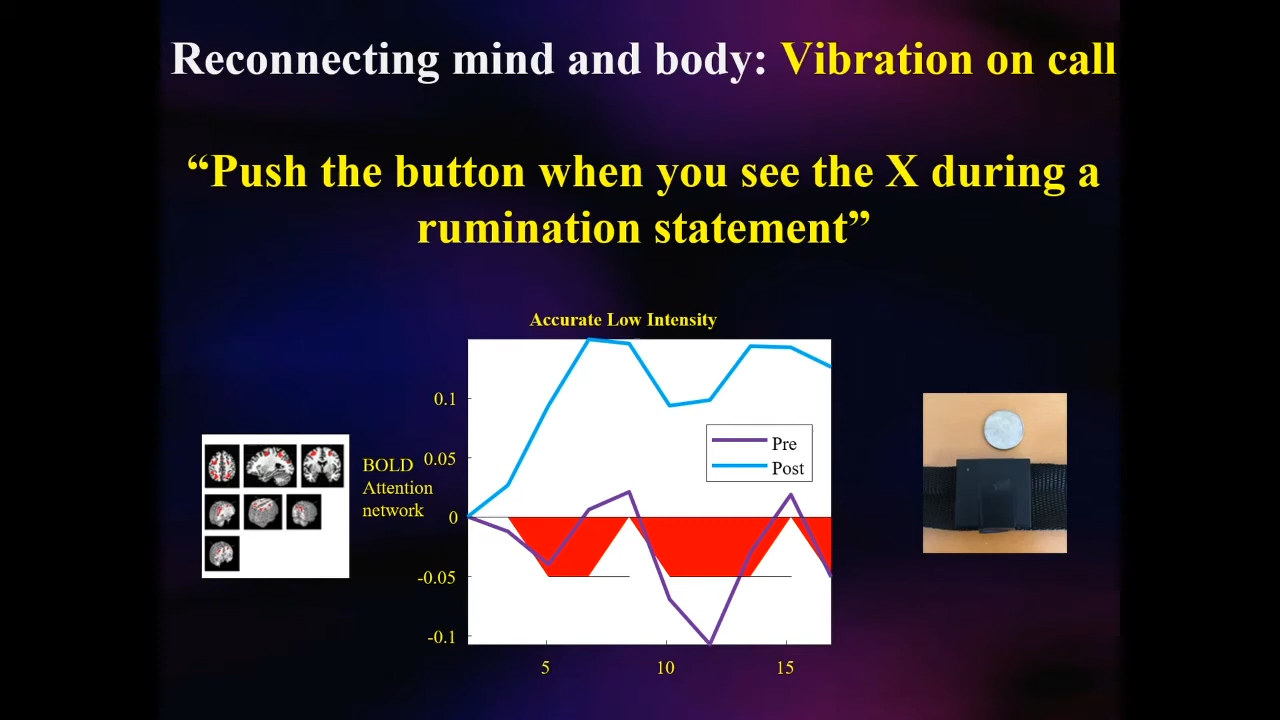 Reconnecting mind and body: Vibration on call
“Push the button when you see the X during a
rumination statement”
Accurate Low Intensity
BOLD
Attention
network
0.1
0.05
0
-0.05
-0.1
Pre
Post
5
10
15